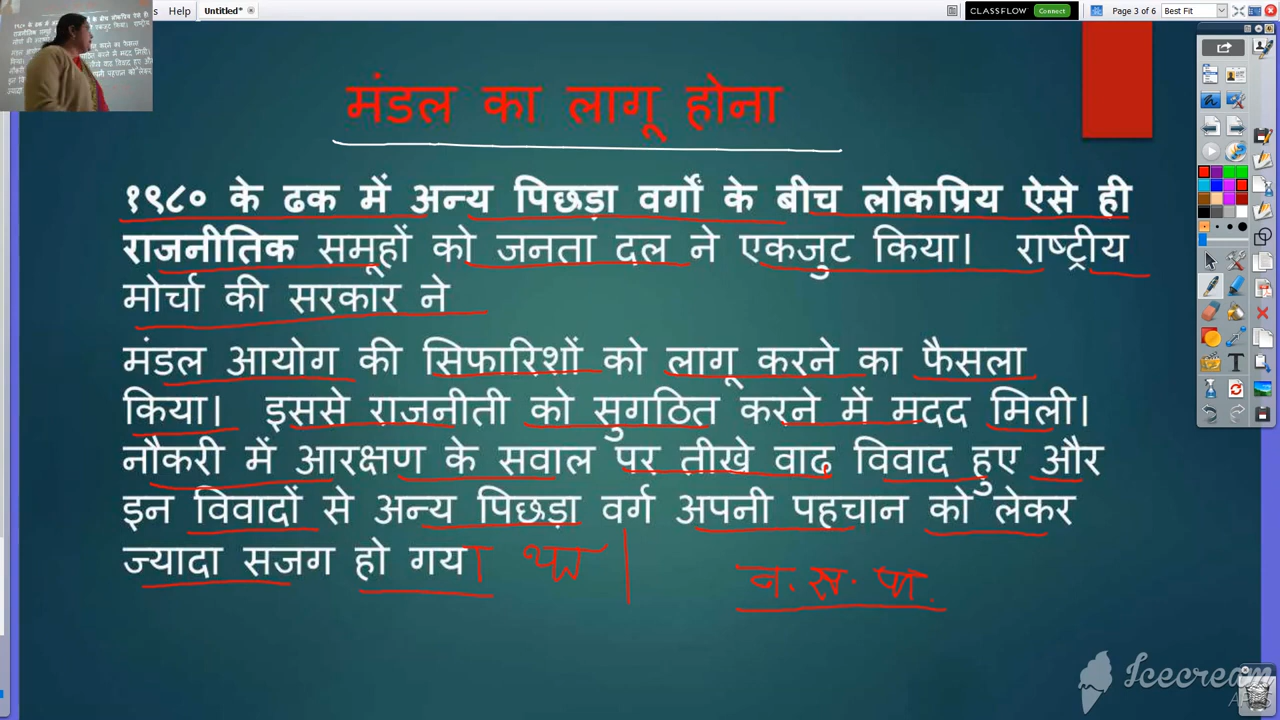 Help
Untitled*
CLASSFLOW Connect
Page 3 of 6
Best Fit
मंडल का लागू होना
१९८० के ढक में अन्य पिछड़ा वर्गों के बीच लोकप्रिय ऐसे ही
राजनीतिक समूहों को जनता दल ने एकजुट किया। राष्ट्रीय
मोर्चा की सरकार ने
मंडल आयोग की सिफारिशों को लागू करने का फैसला
किया। इससे राजनीती को सुगठित करने में मदद मिली।
नौकरी में आरक्षण के सवाल पर तीखे वाद विवाद हुए और
इन विवादों से अन्य पिछड़ा वर्ग अपनी पहचान को लेकर
ज्यादा सजग हो गया था।
Icecream
APPS